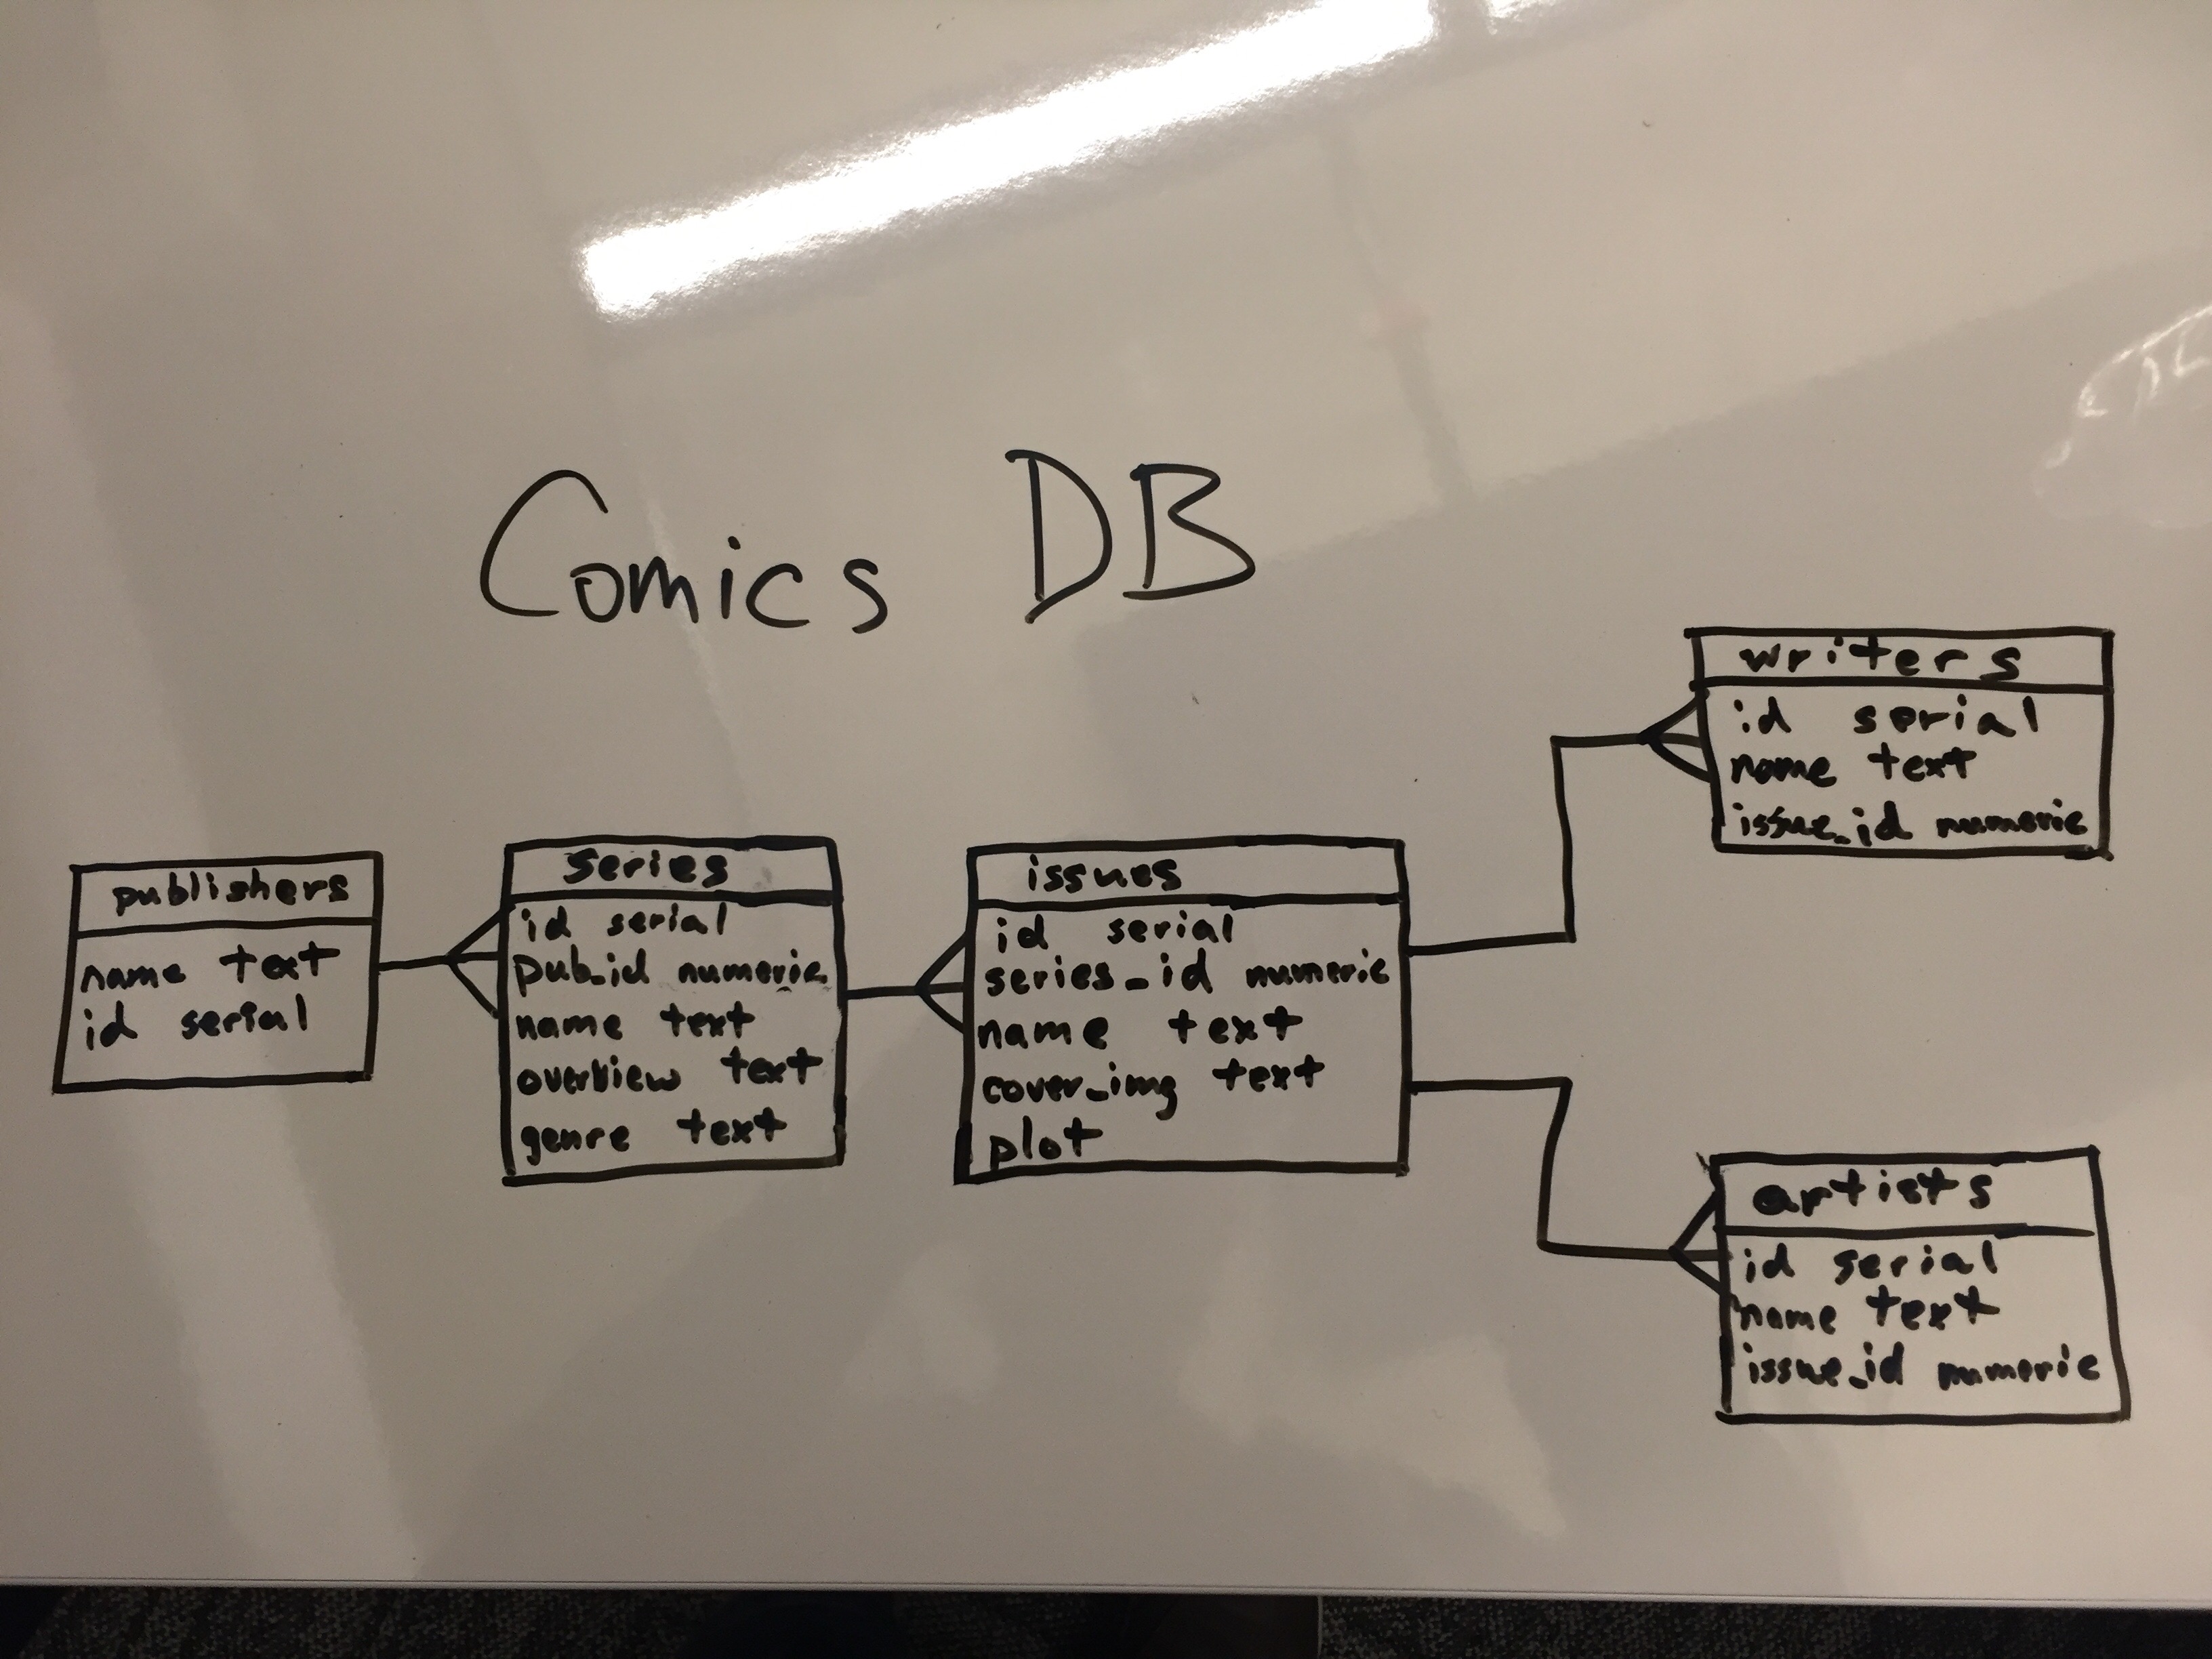 Comics DB
publishers
name text
id serial
series
id serial
pub_id numeric
name text
overview text
genre text
issues
id serial
series_id numeric
name text
cover_img text
plot
writers
id serial
name text
issue_id numeric
artists
id serial
name text
issue_id numeric